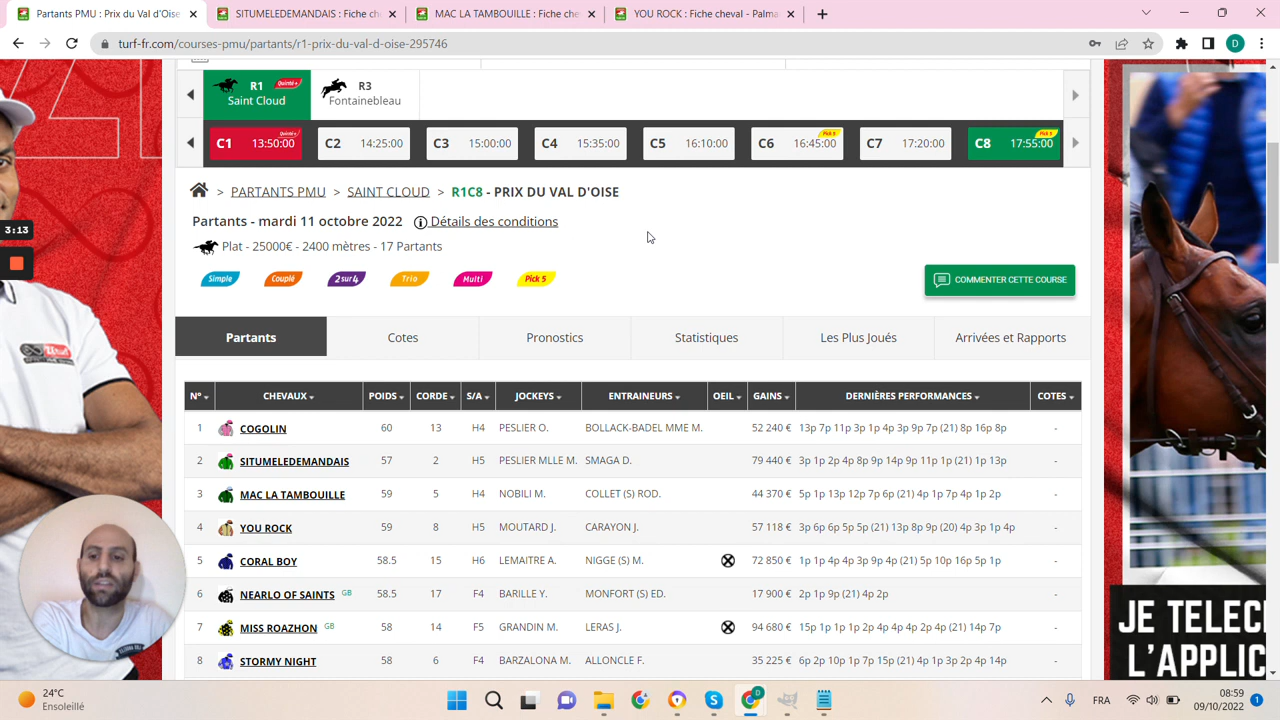 Partants PMU : Prix du Val d'Oise
SITUMELEDEMANDAIS : Fiche ch
MAC LA TAMBOUILLE : Fiche che
YOU ROCK : Fiche cheval - Palma
turf-fr.com/courses-pmu/partants/r1-prix-du-val-d-oise-295746
D
R1
Saint Cloud
Quinté+
R3
Fontainebleau
C1 13:50:00 Quinté+
C2 14:25:00
C3 15:00:00
C4 15:35:00
C5 16:10:00
C6 16:45:00 Pick 5
C7 17:20:00
C8 17:55:00 Pick 5
> PARTANTS PMU > SAINT CLOUD > R1C8 - PRIX DU VAL D'OISE
Partants - mardi 11 octobre 2022 Détails des conditions
Plat - 25000€ - 2400 mètres - 17 Partants
Simple Couplé 2sur4 Trio Multi Pick 5
COMMENTER CETTE COURSE
3:13
Partants Cotes Pronostics Statistiques Les Plus Joués Arrivées et Rapports
N° CHEVAUX POIDS CORDE S/A JOCKEYS ENTRAINEURS OEIL GAINS DERNIÈRES PERFORMANCES COTES
1 COGOLIN 60 13 H4 PESLIER O. BOLLACK-BADEL MME M. 52 240 € 13p 7p 11p 3p 1p 4p 3p 9p 7p (21) 8p 16p 8p -
2 SITUMELEDEMANDAIS 57 2 H5 PESLIER MLLE M. SMAGA D. 79 440 € 3p 1p 2p 4p 8p 9p 14p 9p 11p 1p (21) 1p 13p -
3 MAC LA TAMBOUILLE 59 5 H4 NOBILI M. COLLET (S) ROD. 44 370 € 5p 1p 13p 12p 7p 6p (21) 4p 1p 7p 4p 1p 2p -
4 YOU ROCK 59 8 H5 MOUTARD J. CARAYON J. 57 118 € 3p 6p 6p 5p 5p (21) 13p 8p 9p (20) 4p 3p 1p 4p -
5 CORAL BOY 58.5 15 H6 LEMAITRE A. NIGGE (S) M. 72 850 € 1p 1p 4p 4p 3p 9p 4p (21) 5p 10p 16p 5p 1p -
6 NEARLO OF SAINTS GB 58.5 17 F4 BARILLE Y. MONFORT (S) ED. 17 900 € 2p 1p 9p (21) 4p 2p -
7 MISS ROAZHON GB 58 14 F5 GRANDIN M. LERAS J. 94 680 € 15p 1p 1p 1p 2p 4p 4p 4p 2p 4p (21) 14p 7p -
8 STORMY NIGHT 58 6 F4 BARZALONA M. ALLONCLE F. 35 225 € 6p 2p 10p 7p 7p 15p (21) 4p 1p 3p 2p 4p 14p -
JE TELEC
L'APPLIC
24°C
Ensoleillé
FRA
08:59
09/10/2022
1